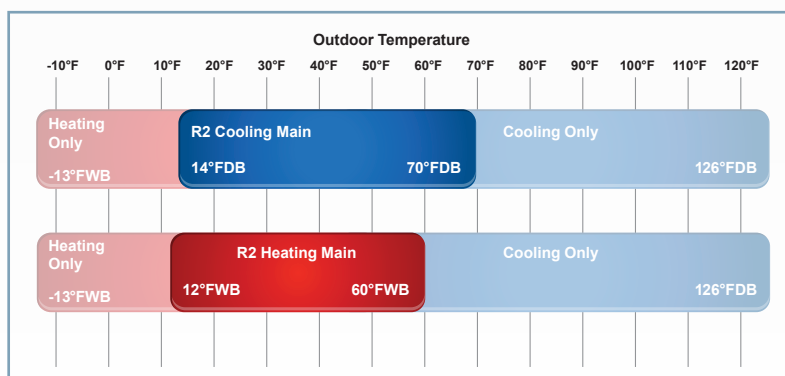 Outdoor Temperature
-10°F 0°F 10°F 20°F 30°F 40°F 50°F 60°F 70°F 80°F 90°F 100°F 110°F 120°F
Heating
Only
R2 Cooling Main
Cooling Only
-13°FWB
14°FDB
70°FDB
126°FDB
Heating
Only
R2 Heating Main
Cooling Only
-13°FWB
12°FWB
60°FWB
126°FDB